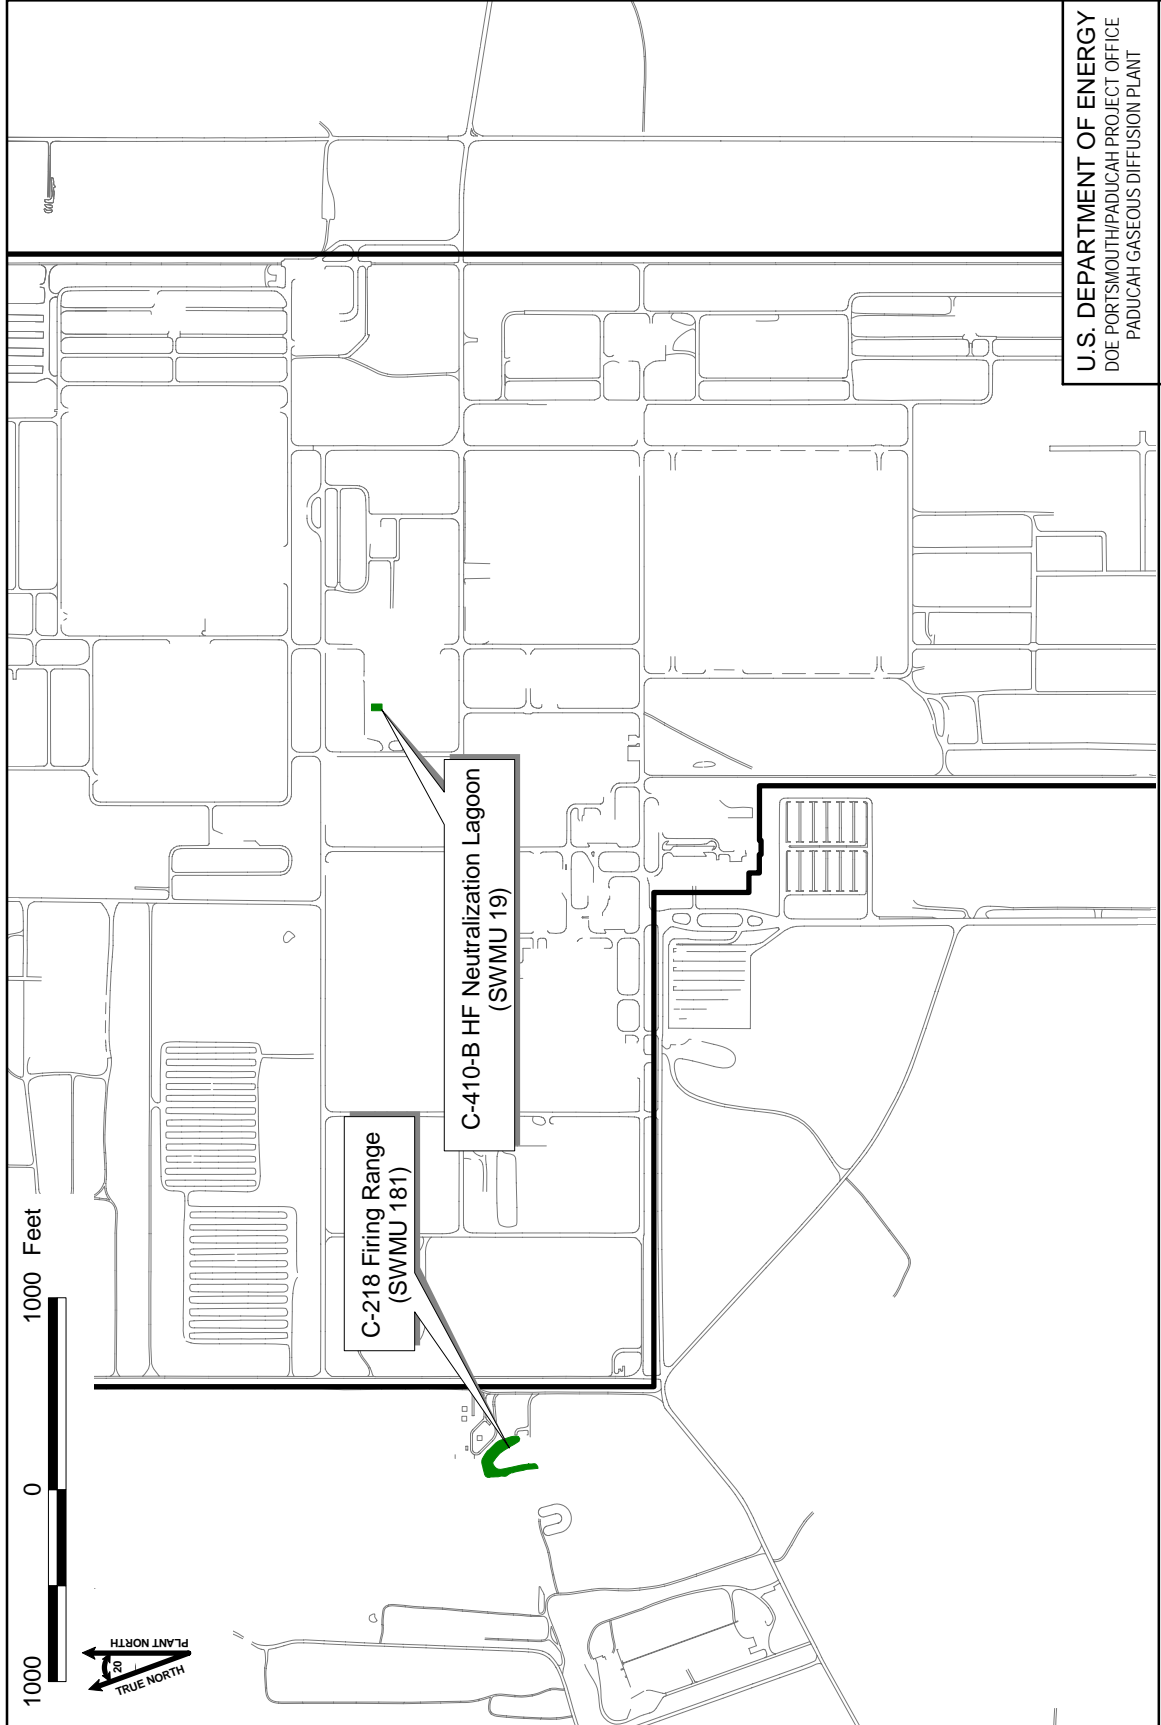 1000 0 1000 Feet
PLANT NORTH
20
TRUE NORTH
C-218 Firing Range
(SWMU 181)
C-410-B HF Neutralization Lagoon
(SWMU 19)
U.S. DEPARTMENT OF ENERGY
DOE PORTSMOUTH/PADUCAH PROJECT OFFICE
PADUCAH GASEOUS DIFFUSION PLANT